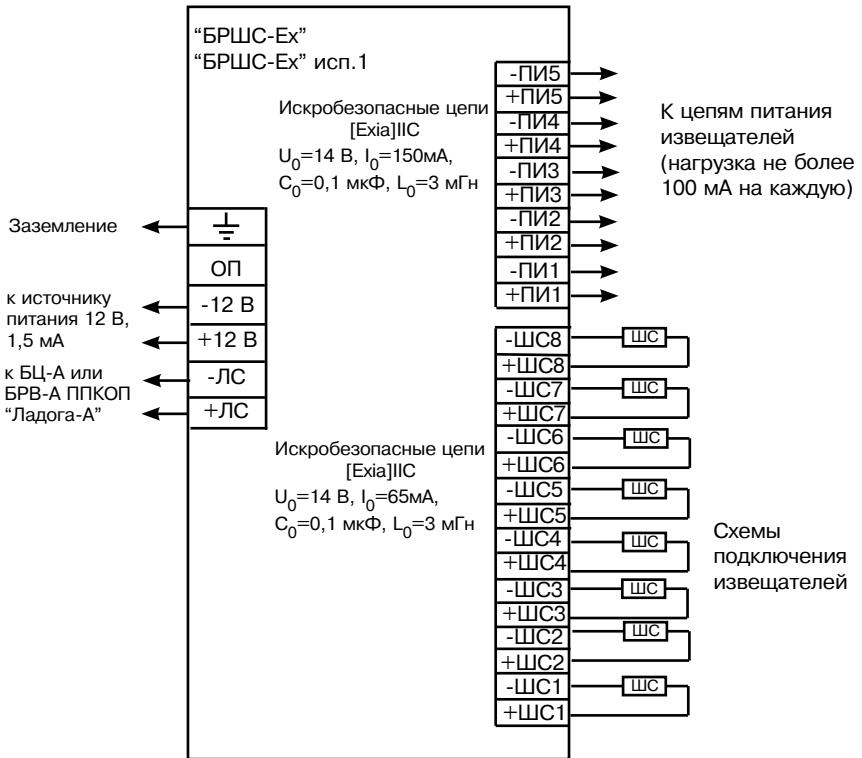 “БРШС-Ех”
“БРШС-Ех” исп.1
Искробезопасные цепи
[Exia]IIC
U0=14 В, I0=150мА,
C0=0,1 мкФ, L0=3 мГн
-ПИ5
+ПИ5
-ПИ4
+ПИ4
-ПИ3
+ПИ3
-ПИ2
+ПИ2
-ПИ1
+ПИ1
К цепям питания
извещателей
(нагрузка не более
100 мА на каждую)
Заземление
ОП
к источнику
питания 12 В,
1,5 мА
-12 В
+12 В
к БЦ-А или
БРВ-А ППКОП
“Ладога-А”
-ЛС
+ЛС
Искробезопасные цепи
[Exia]IIC
U0=14 В, I0=65мА,
C0=0,1 мкФ, L0=3 мГн
-ШС8
ШС
+ШС8
-ШС7
ШС
+ШС7
-ШС6
ШС
+ШС6
-ШС5
ШС
+ШС5
-ШС4
ШС
+ШС4
-ШС3
ШС
+ШС3
-ШС2
ШС
+ШС2
-ШС1
ШС
+ШС1
Схемы
подключения
извещателей